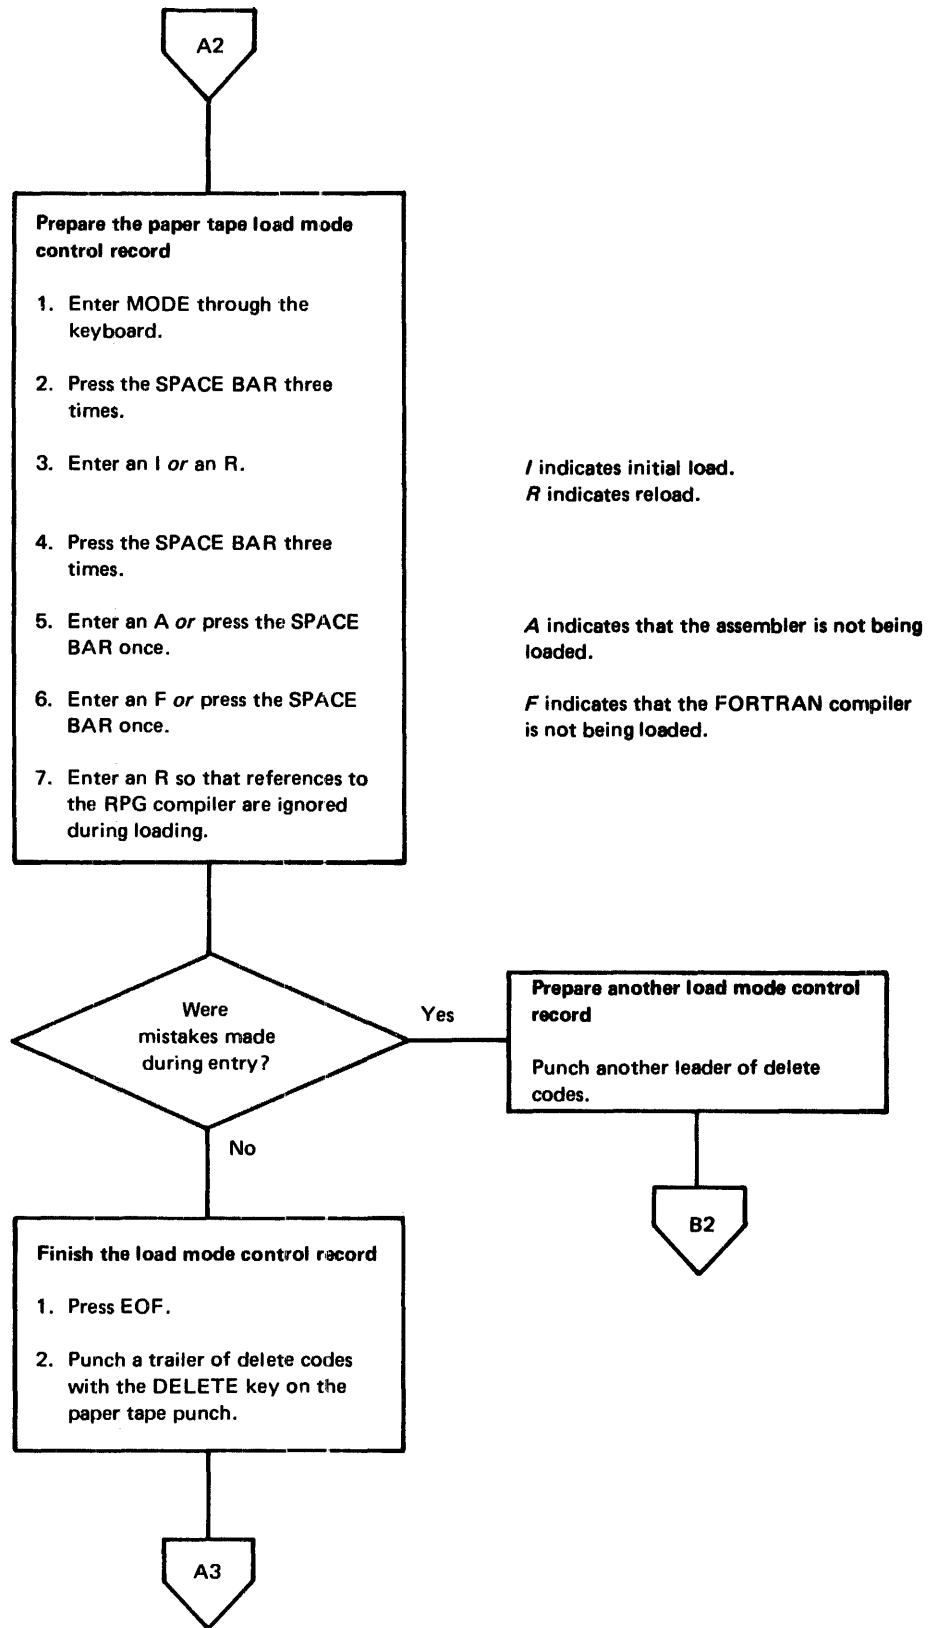 A2
Prepare the paper tape load mode
control record
1. Enter MODE through the
keyboard.
2. Press the SPACE BAR three
times.
3. Enter an I or an R.
I indicates initial load.
R indicates reload.
4. Press the SPACE BAR three
times.
5. Enter an A or press the SPACE
BAR once.
A indicates that the assembler is not being
loaded.
6. Enter an F or press the SPACE
BAR once.
F indicates that the FORTRAN compiler
is not being loaded.
7. Enter an R so that references to
the RPG compiler are ignored
during loading.
Were
mistakes made
during entry?
Yes
Prepare another load mode control
record
Punch another leader of delete
codes.
B2
No
Finish the load mode control record
1. Press EOF.
2. Punch a trailer of delete codes
with the DELETE key on the
paper tape punch.
A3